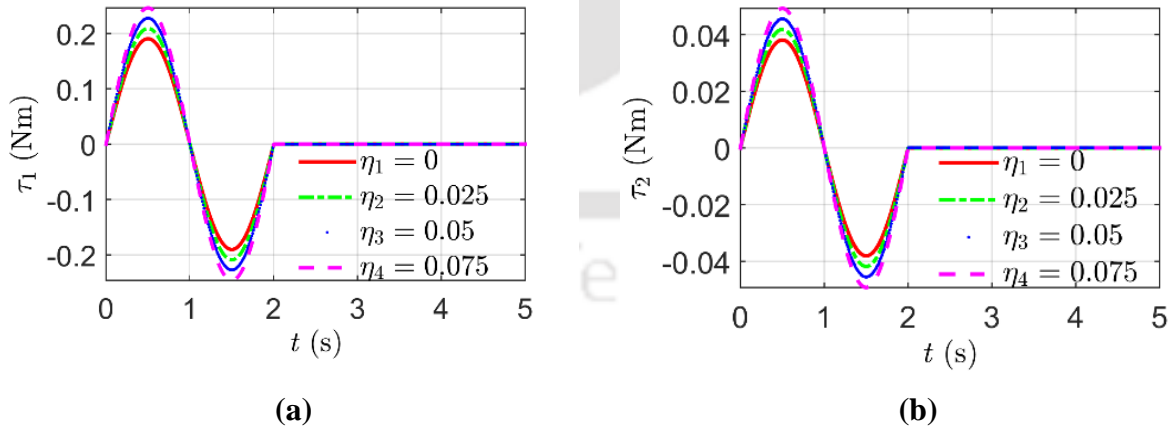 0.2
0.1
0
-0.1
-0.2
τ₁ (Nm)
η₁ = 0
η₂ = 0.025
η₃ = 0.05
η₄ = 0.075
0 1 2 3 4 5
t (s)
(a)
0.04
0.02
0
-0.02
-0.04
τ₂ (Nm)
η₁ = 0
η₂ = 0.025
η₃ = 0.05
η₄ = 0.075
0 1 2 3 4 5
t (s)
(b)
e